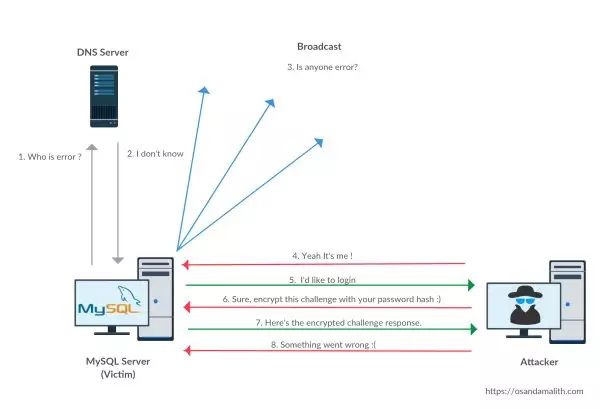 DNS Server
Broadcast
3. Is anyone error?
1. Who is error ?
2. I don't know
4. Yeah It's me !
5. I'd like to login
6. Sure, encrypt this challenge with your password hash :)
7. Here's the encrypted challenge response.
8. Something went wrong :(
MySQL
MySQL Server
(Victim)
Attacker
https://osandamalith.com